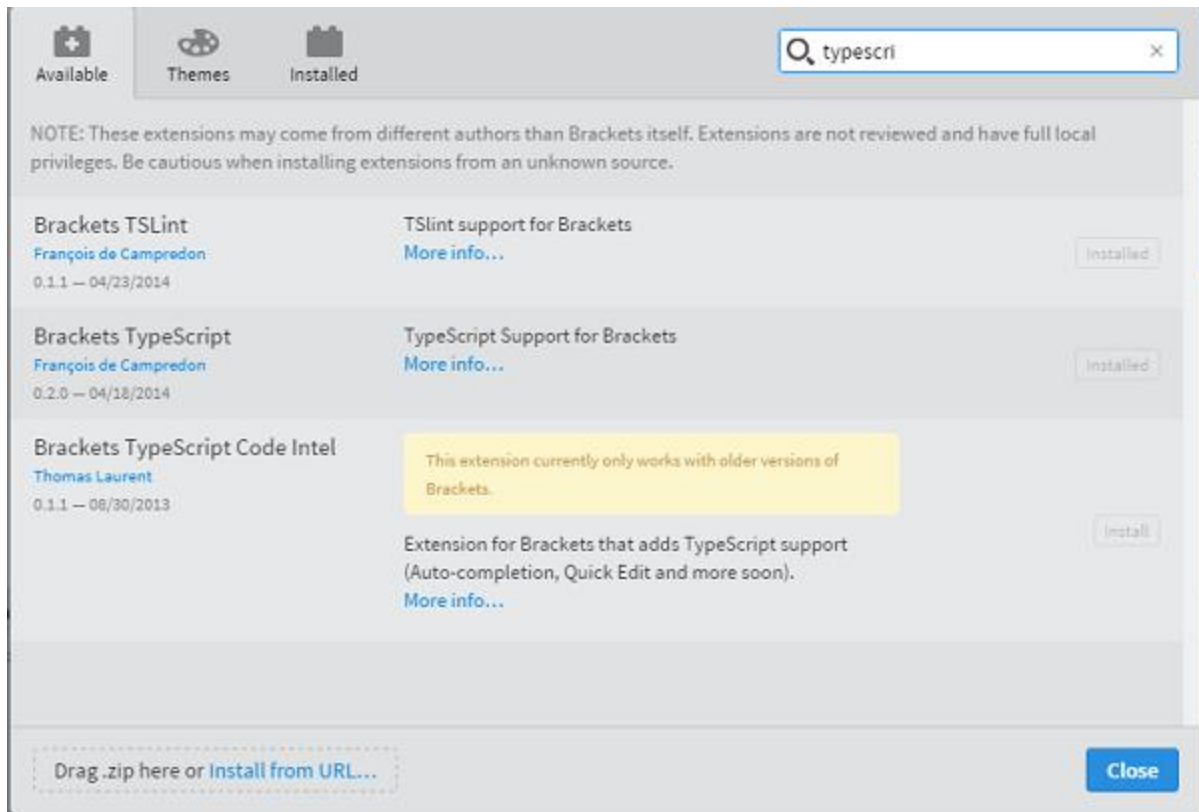 Available
Themes
Installed
typescri
NOTE: These extensions may come from different authors than Brackets itself. Extensions are not reviewed and have full local
privileges. Be cautious when installing extensions from an unknown source.
Brackets TSLint
François de Campredon
0.1.1 — 04/23/2014
TSlint support for Brackets
More info...
Installed
Brackets TypeScript
François de Campredon
0.2.0 — 04/18/2014
TypeScript Support for Brackets
More info...
Installed
Brackets TypeScript Code Intel
Thomas Laurent
0.1.1 — 08/30/2013
This extension currently only works with older versions of
Brackets.
Extension for Brackets that adds TypeScript support
(Auto-completion, Quick Edit and more soon).
More info...
Install
Drag .zip here or Install from URL...
Close